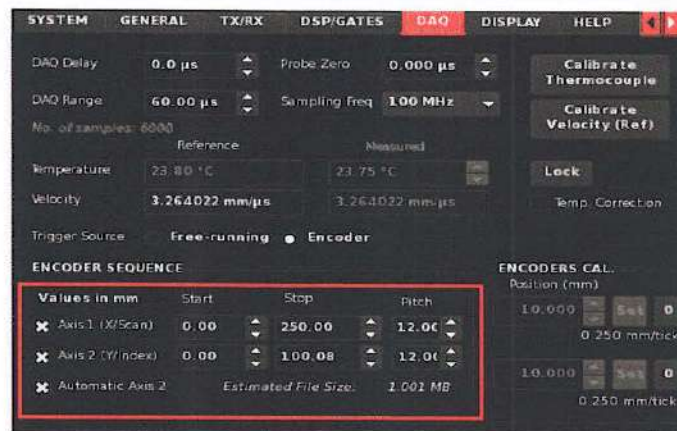 SYSTEM GENERAL TX/RX DSP/GATES DAQ DISPLAY HELP
DAQ Delay 0.0 µs Probe Zero 0.000 µs Calibrate
Thermocouple
DAQ Range 60.00 µs Sampling Freq 100 MHz Calibrate
Velocity (Ref)
No. of samples: 6000
Reference Measured
Temperature 23.80 °C 23.75 °C Lock
Velocity 3.264022 mm/µs 3.264022 mm/µs Temp. Correction
Trigger Source Free-running Encoder
ENCODER SEQUENCE ENCODERS CAL.
Position (mm)
Values in mm Start Stop Pitch
10.000 Set 0
Axis 1 (X/Scan) 0.00 250.00 12.0
0.250 mm/tick
Axis 2 (Y/Index) 0.00 100.08 12.0
10.000 Set 0
Automatic Axis 2 Estimated File Size: 1.001 MB
0.250 mm/tick